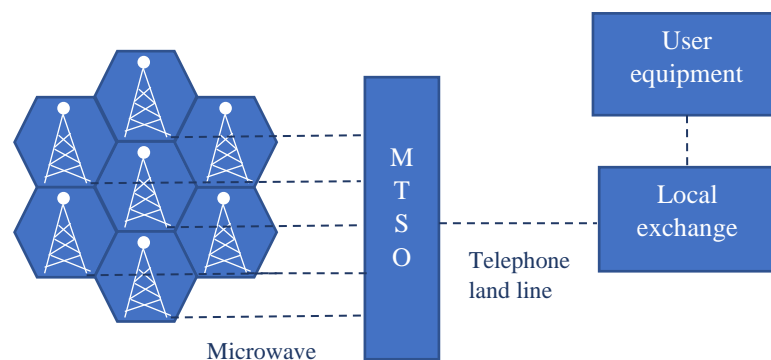 User
equipment
M
T
S
O
Local
exchange
Telephone
land line
Microwave